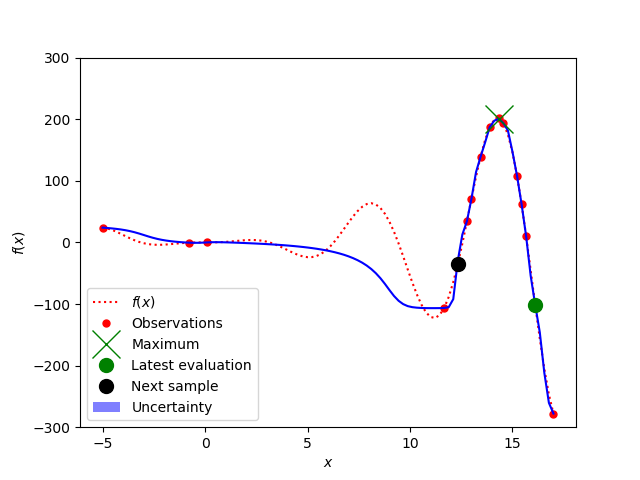 300
200
100
0
−100
−200
−300
f(x)
f(x)
Observations
Maximum
Latest evaluation
Next sample
Uncertainty
−5 0 5 10 15
x